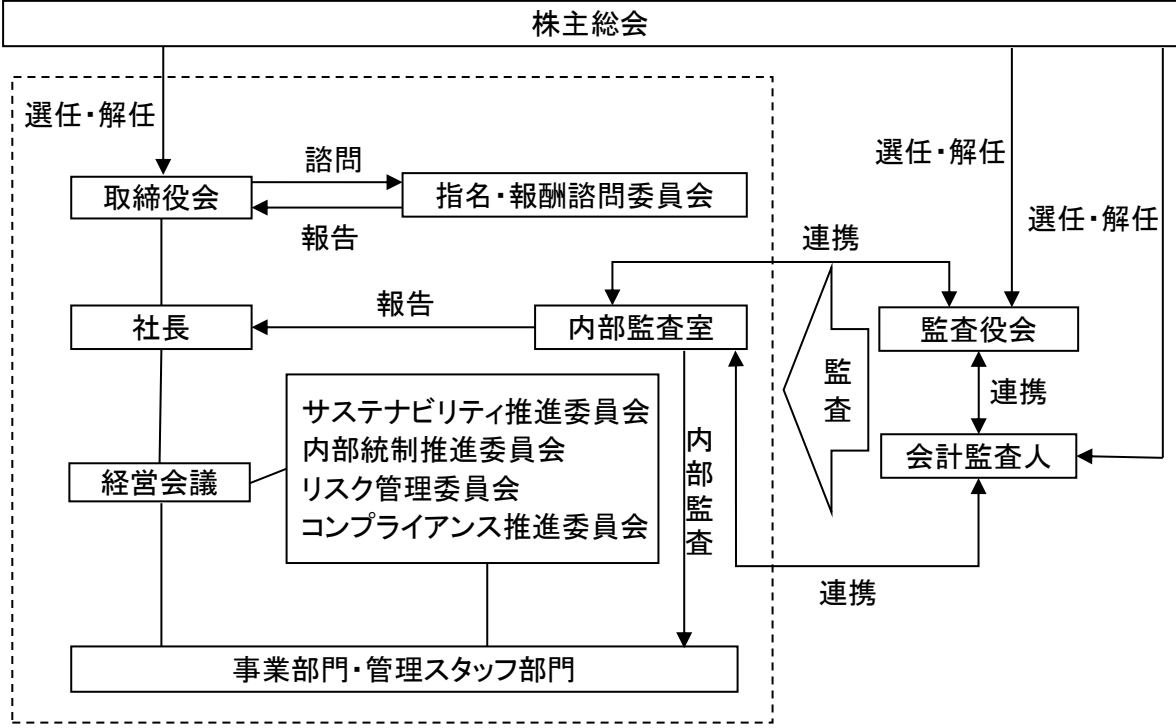 株主総会
選任・解任
選任・解任
選任・解任
諮問
取締役会
指名・報酬諮問委員会
報告
連携
報告
社長
内部監査室
監査役会
監査
連携
サステナビリティ推進委員会
内部統制推進委員会
リスク管理委員会
コンプライアンス推進委員会
内部監査
経営会議
会計監査人
連携
事業部門・管理スタッフ部門